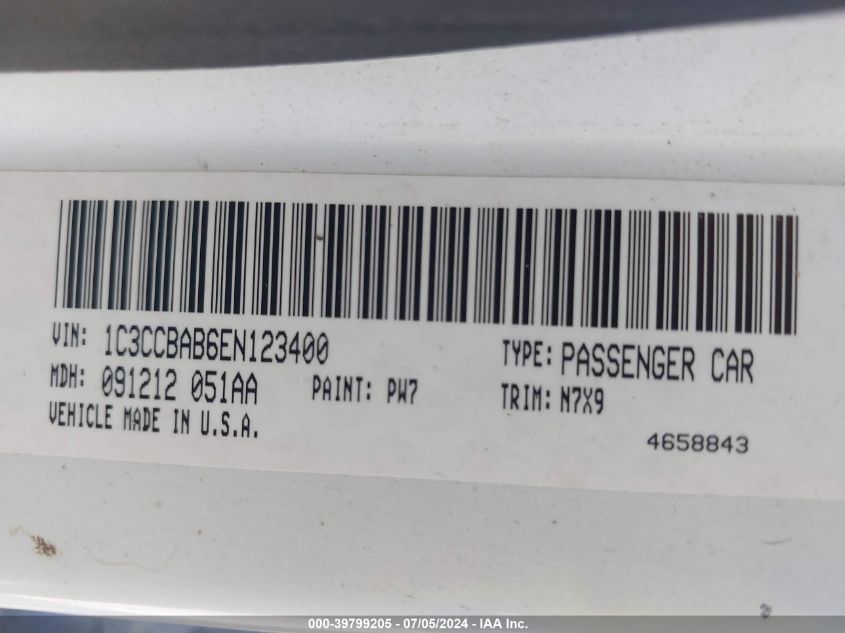 VIN: 1C3CCBAB6EN123400
TYPE: PASSENGER CAR
MDH: 091212 051AA
PAINT: PW7
TRIM: N7X9
VEHICLE MADE IN U.S.A.
4658843
000-39799205 - 07/05/2024 - IAA Inc.